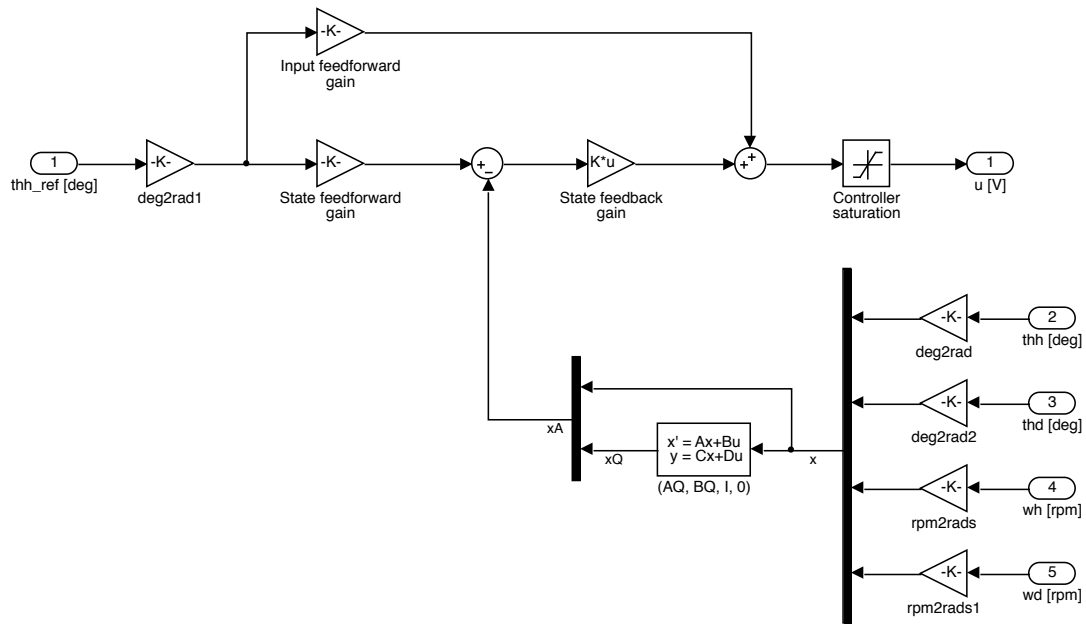 -K-
Input feedforward
gain
1
thh_ref [deg]
-K-
deg2rad1
-K-
State feedforward
gain
+
−
K*u
State feedback
gain
+
+
Controller
saturation
1
u [V]
-K-
deg2rad
2
thh [deg]
-K-
deg2rad2
3
thd [deg]
xA
xQ
x' = Ax+Bu
y = Cx+Du
(AQ, BQ, I, 0)
x
-K-
rpm2rads
4
wh [rpm]
-K-
rpm2rads1
5
wd [rpm]